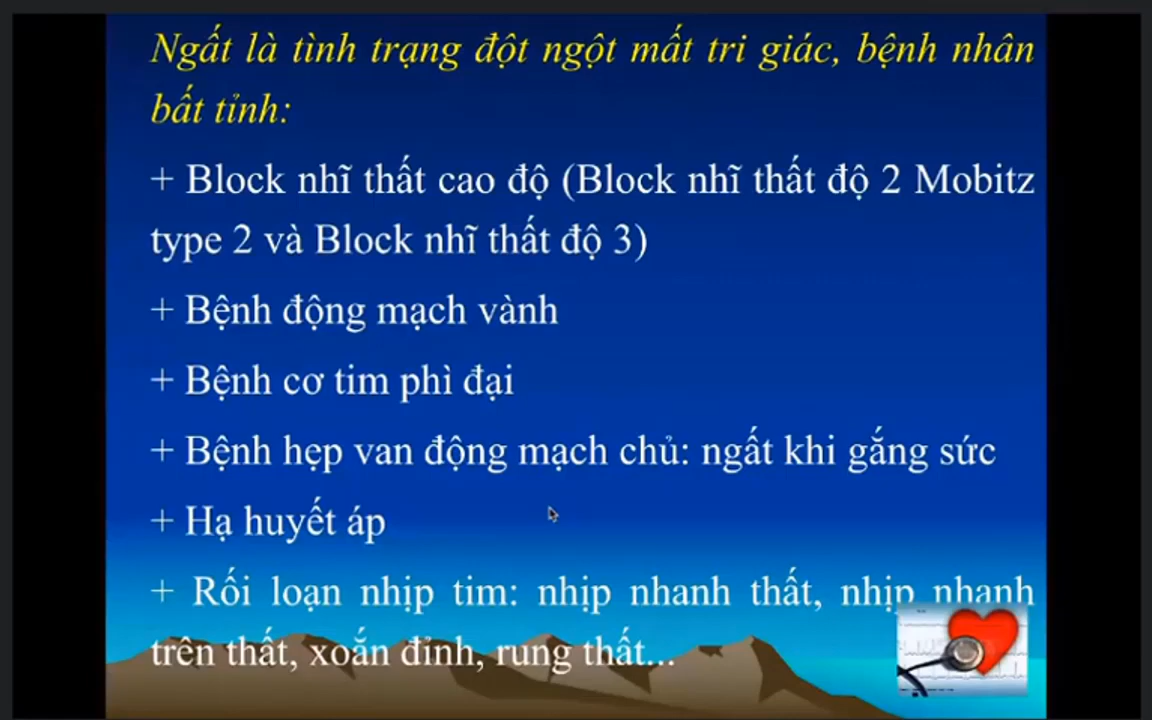 Ngất là tình trạng đột ngột mất tri giác, bệnh nhân
bất tỉnh:
+ Block nhĩ thất cao độ (Block nhĩ thất độ 2 Mobitz
type 2 và Block nhĩ thất độ 3)
+ Bệnh động mạch vành
+ Bệnh cơ tim phì đại
+ Bệnh hẹp van động mạch chủ: ngất khi gắng sức
+ Hạ huyết áp
+ Rối loạn nhịp tim: nhịp nhanh thất, nhịp nhanh
trên thất, xoắn đỉnh, rung thất...